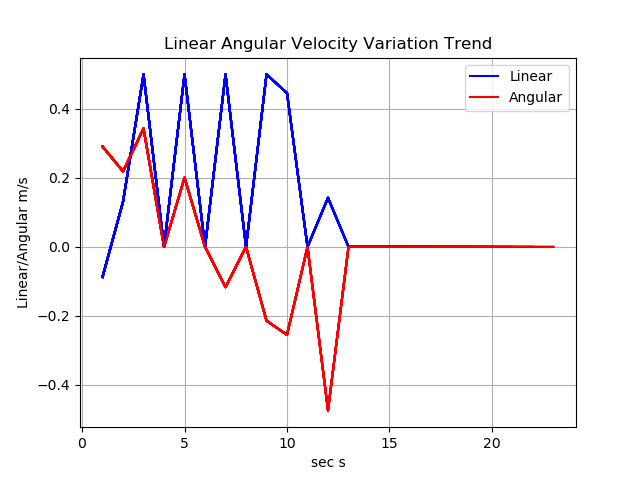 Linear Angular Velocity Variation Trend
Linear
Angular
Linear/Angular m/s
0.4
0.2
0.0
−0.2
−0.4
0
5
10
15
20
sec s